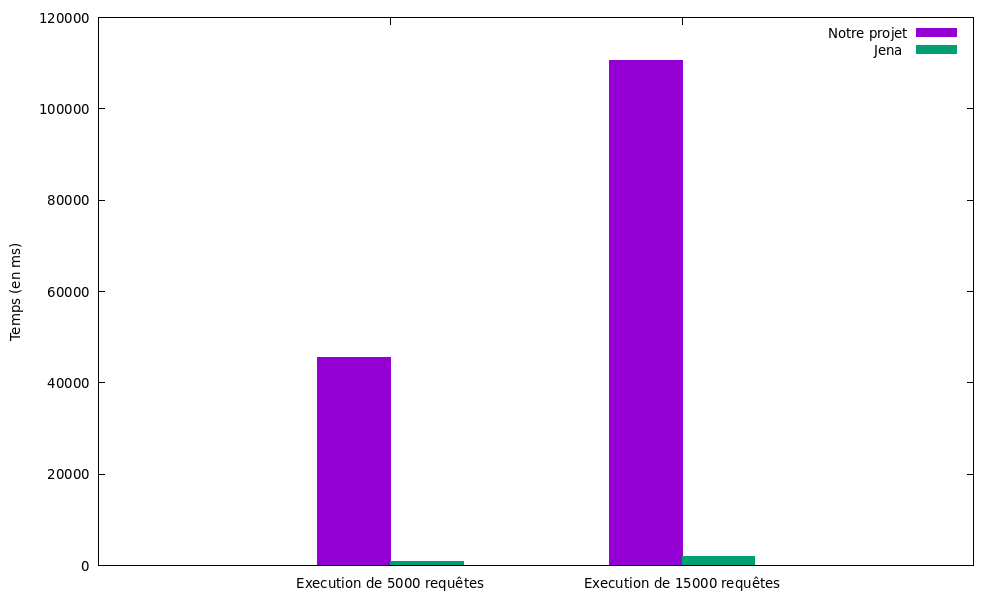 120000
100000
80000
60000
40000
20000
0
Temps (en ms)
Notre projet
Jena
Execution de 5000 requêtes
Execution de 15000 requêtes